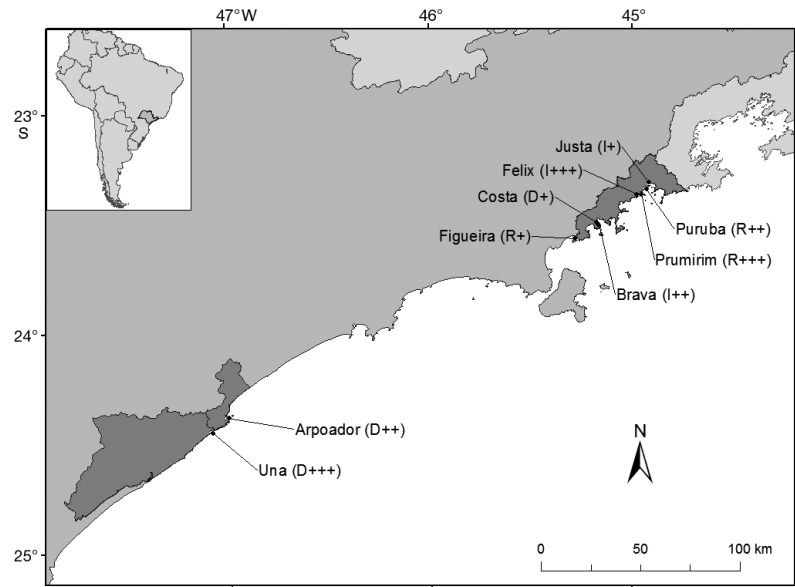 47°W 46° 45°
23°
S
Justa (I+)
Felix (I+++)
Costa (D+)
Puruba (R++)
Figueira (R+)
Prumirim (R+++)
Brava (I++)
24°
Arpoador (D++)
N
Una (D+++)
25°
0 50 100 km